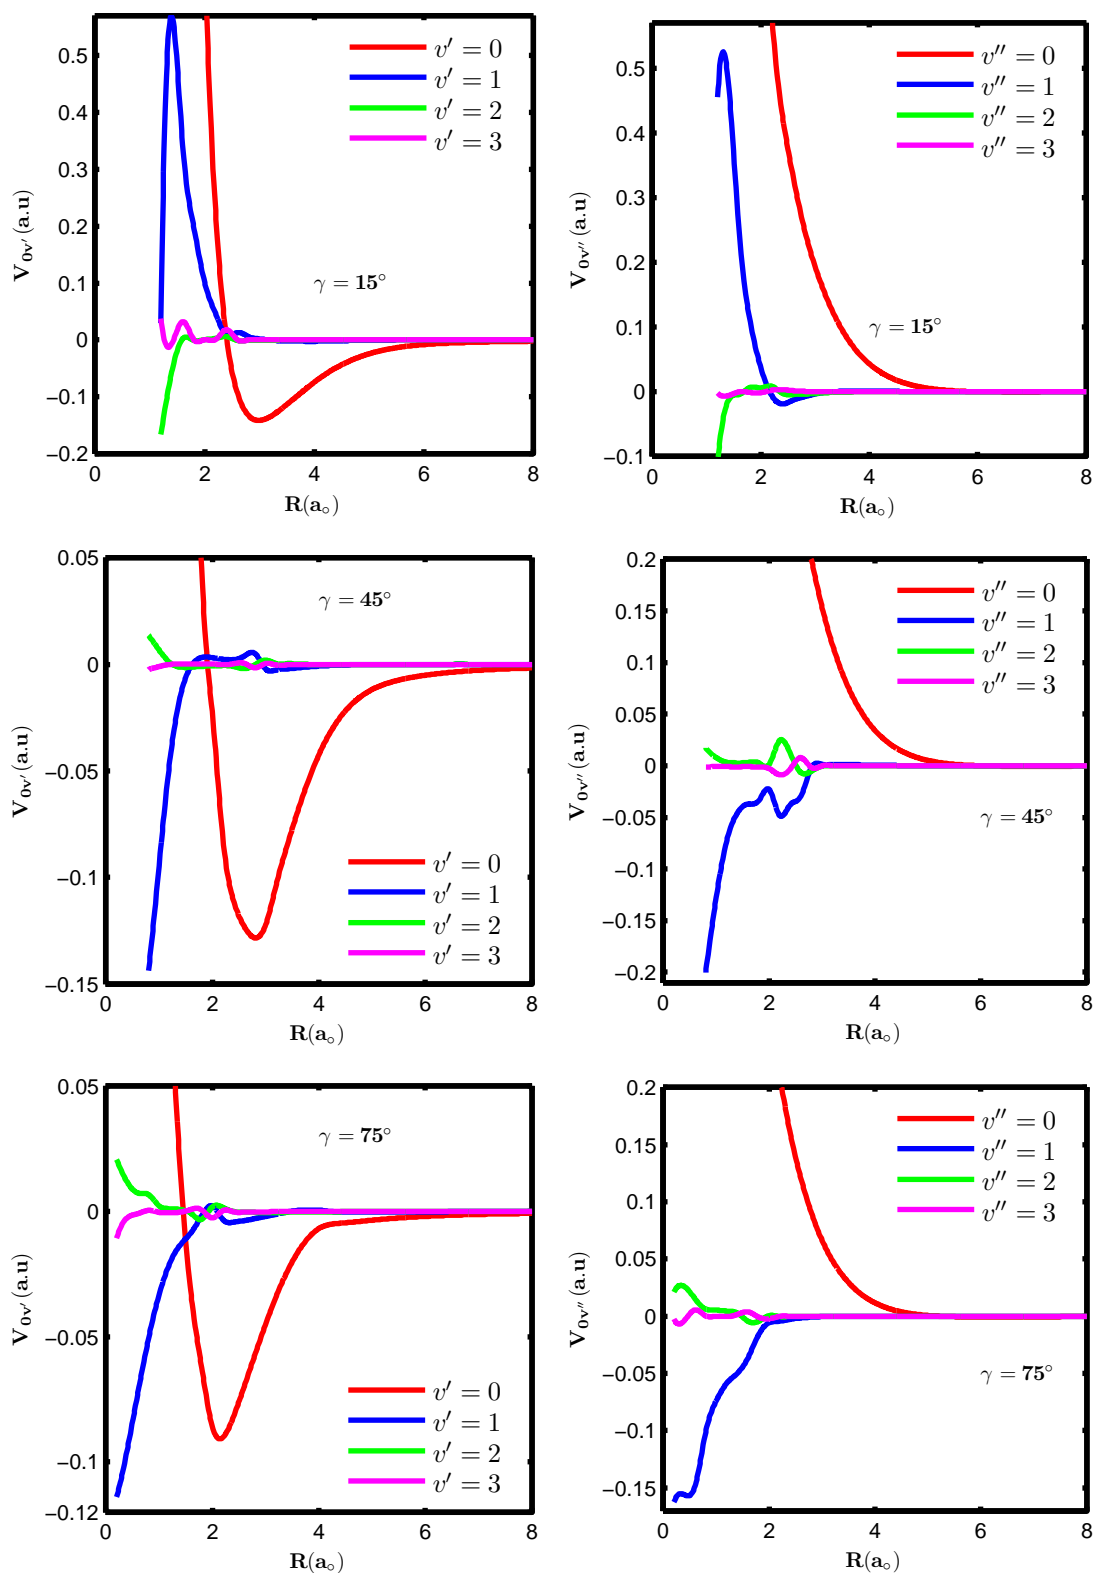 0.5
0.4
0.3
0.2
0.1
0
−0.1
−0.2
0 2 4 6 8
V₀ᵥ′(a.u)
R(a∘)
v′ = 0
v′ = 1
v′ = 2
v′ = 3
γ = 15°
0.5
0.4
0.3
0.2
0.1
0
−0.1
0 2 4 6 8
V₀ᵥ″(a.u)
R(a∘)
v″ = 0
v″ = 1
v″ = 2
v″ = 3
γ = 15°
0.05
0
−0.05
−0.1
−0.15
0 2 4 6 8
V₀ᵥ′(a.u)
R(a∘)
γ = 45°
v′ = 0
v′ = 1
v′ = 2
v′ = 3
0.2
0.15
0.1
0.05
0
−0.05
−0.1
−0.15
−0.2
0 2 4 6 8
V₀ᵥ″(a.u)
R(a∘)
v″ = 0
v″ = 1
v″ = 2
v″ = 3
γ = 45°
0.05
0
−0.05
−0.1
−0.12
0 2 4 6 8
V₀ᵥ′(a.u)
R(a∘)
γ = 75°
v′ = 0
v′ = 1
v′ = 2
v′ = 3
0.2
0.15
0.1
0.05
0
−0.05
−0.1
−0.15
0 2 4 6 8
V₀ᵥ″(a.u)
R(a∘)
v″ = 0
v″ = 1
v″ = 2
v″ = 3
γ = 75°